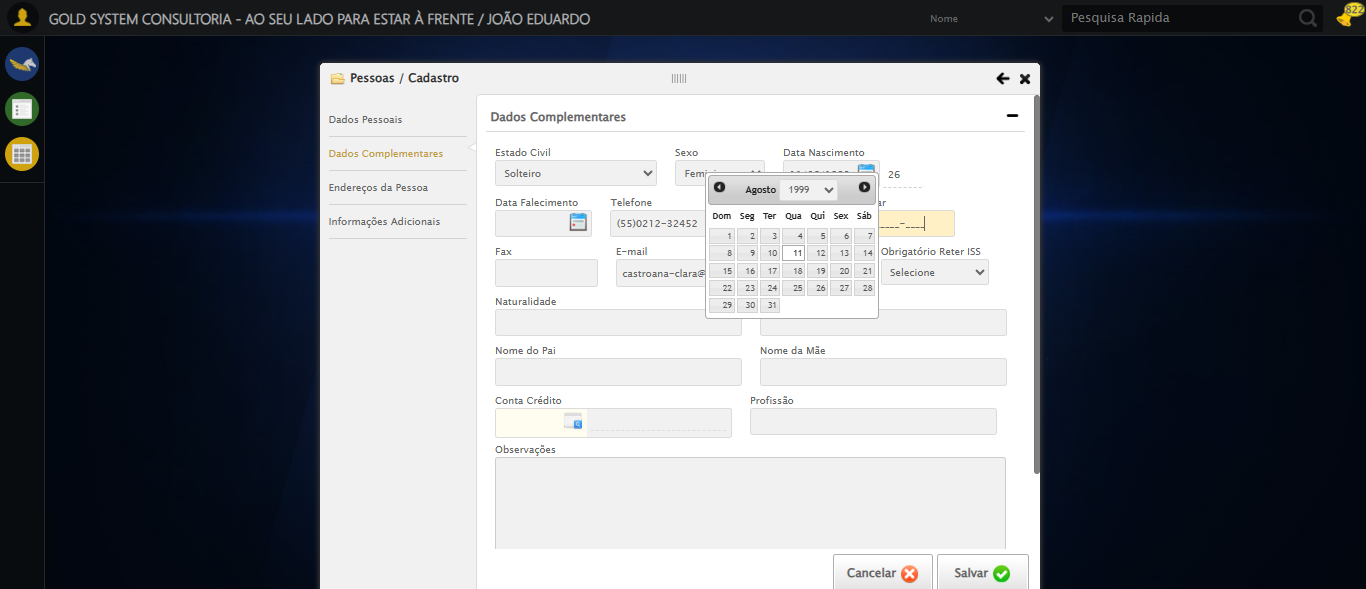 GOLD SYSTEM CONSULTORIA - AO SEU LADO PARA ESTAR À FRENTE / JOÃO EDUARDO
Nome
Pesquisa Rapida
822
Pessoas / Cadastro
Dados Pessoais
Dados Complementares
Endereços da Pessoa
Informações Adicionais
Dados Complementares
Estado Civil Sexo Data Nascimento
Solteiro 26
Data Falecimento Telefone
(55)0212-32452 ____-____
Agosto 1999
Dom Seg Ter Qua Qui Sex Sáb
1 2 3 4 5 6 7
8 9 10 11 12 13 14
15 16 17 18 19 20 21
22 23 24 25 26 27 28
29 30 31
Fax E-mail Obrigatório Reter ISS
castroana-clara@ Selecione
Naturalidade
Nome do Pai Nome da Mãe
Conta Crédito Profissão
Observações
Cancelar Salvar